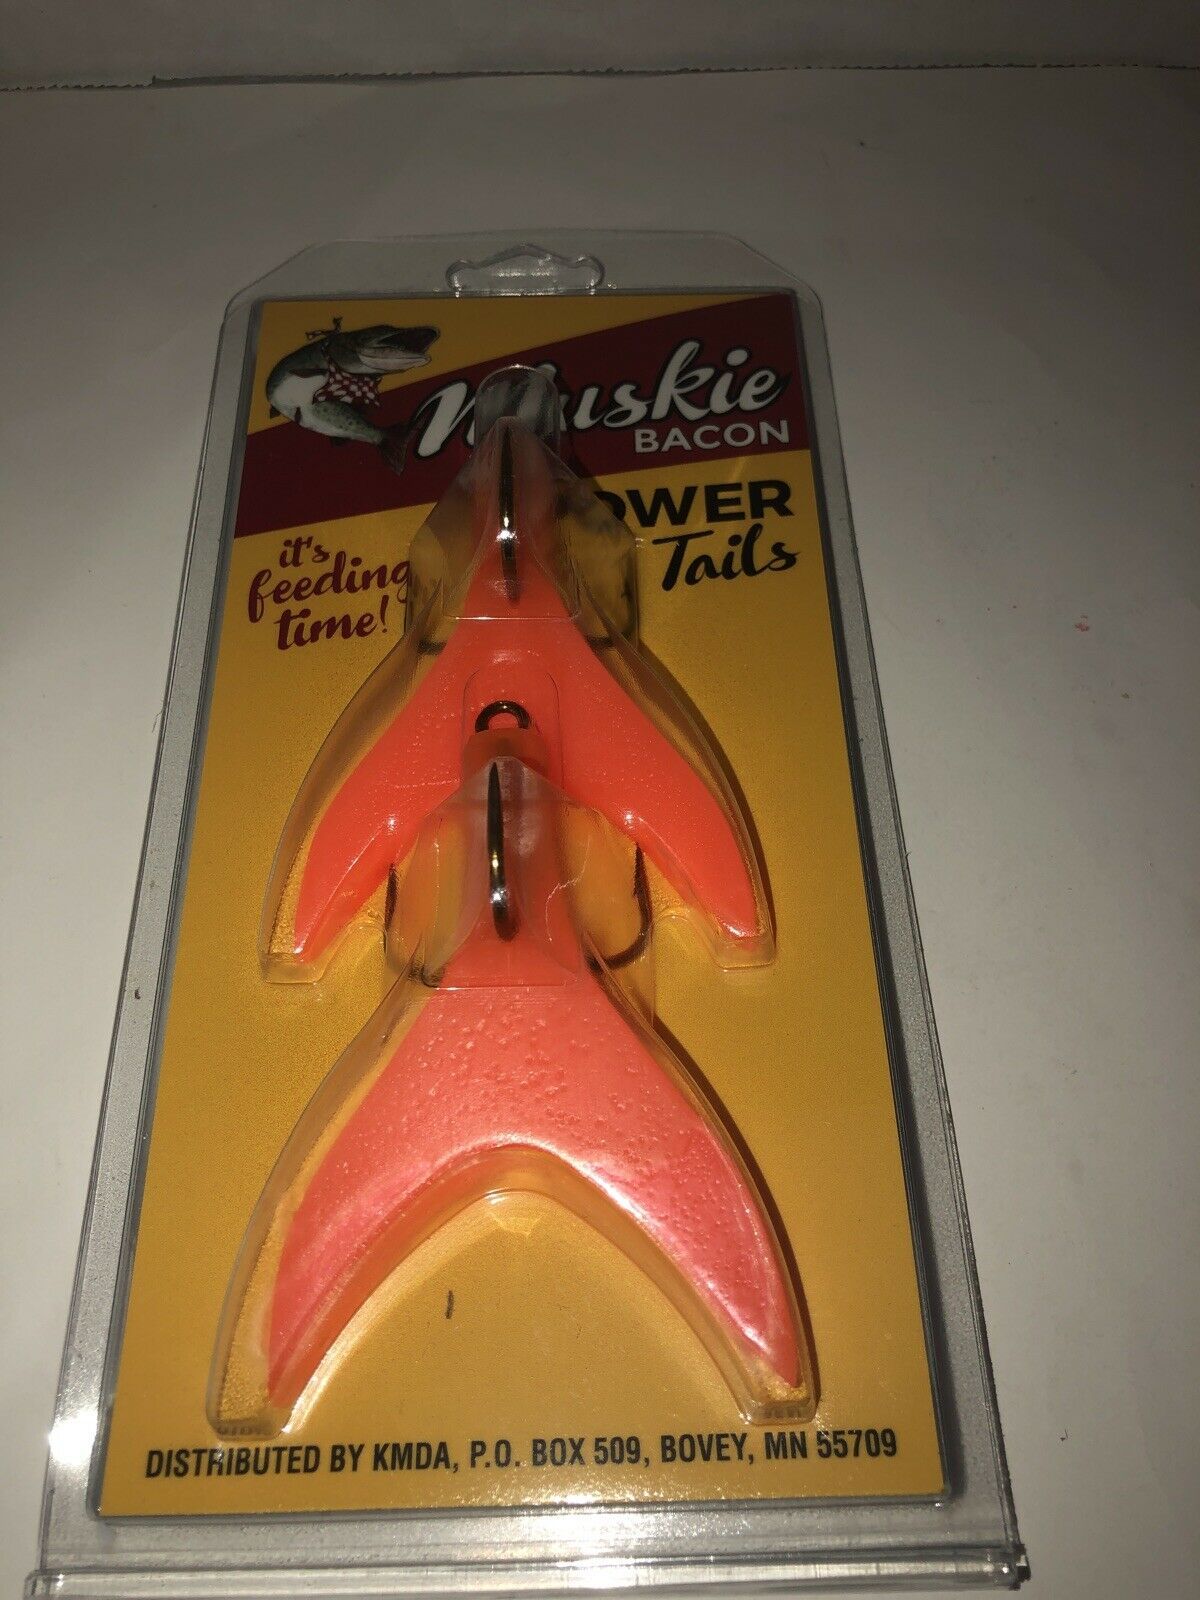 Muskie
BACON
OWER
Tails
it's
feeding
time!
DISTRIBUTED BY KMDA, P.O. BOX 509, BOVEY, MN 55709